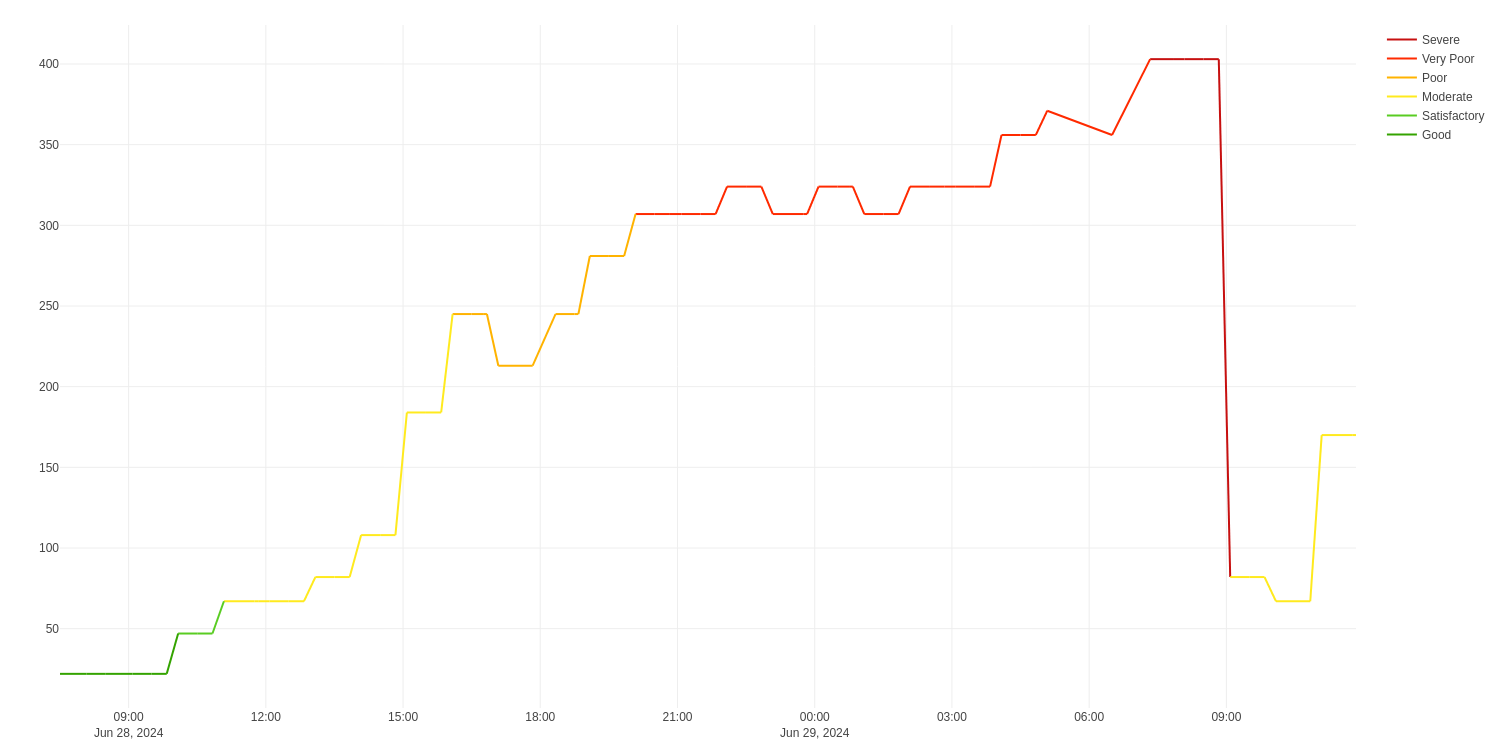 400
350
300
250
200
150
100
50
09:00
Jun 28, 2024
12:00
15:00
18:00
21:00
00:00
Jun 29, 2024
03:00
06:00
09:00
Severe
Very Poor
Poor
Moderate
Satisfactory
Good